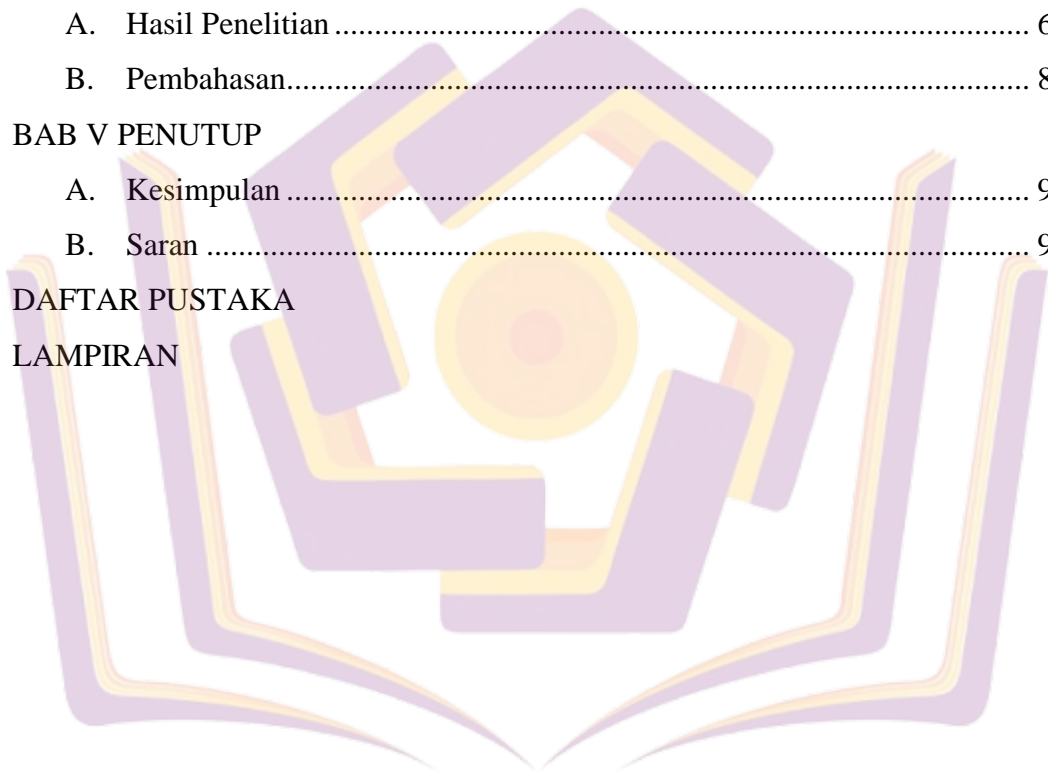 A. Hasil Penelitian ........................................................................................... 6
B. Pembahasan................................................................................................ 8
BAB V PENUTUP
A. Kesimpulan ................................................................................................ 9
B. Saran .......................................................................................................... 9
DAFTAR PUSTAKA
LAMPIRAN